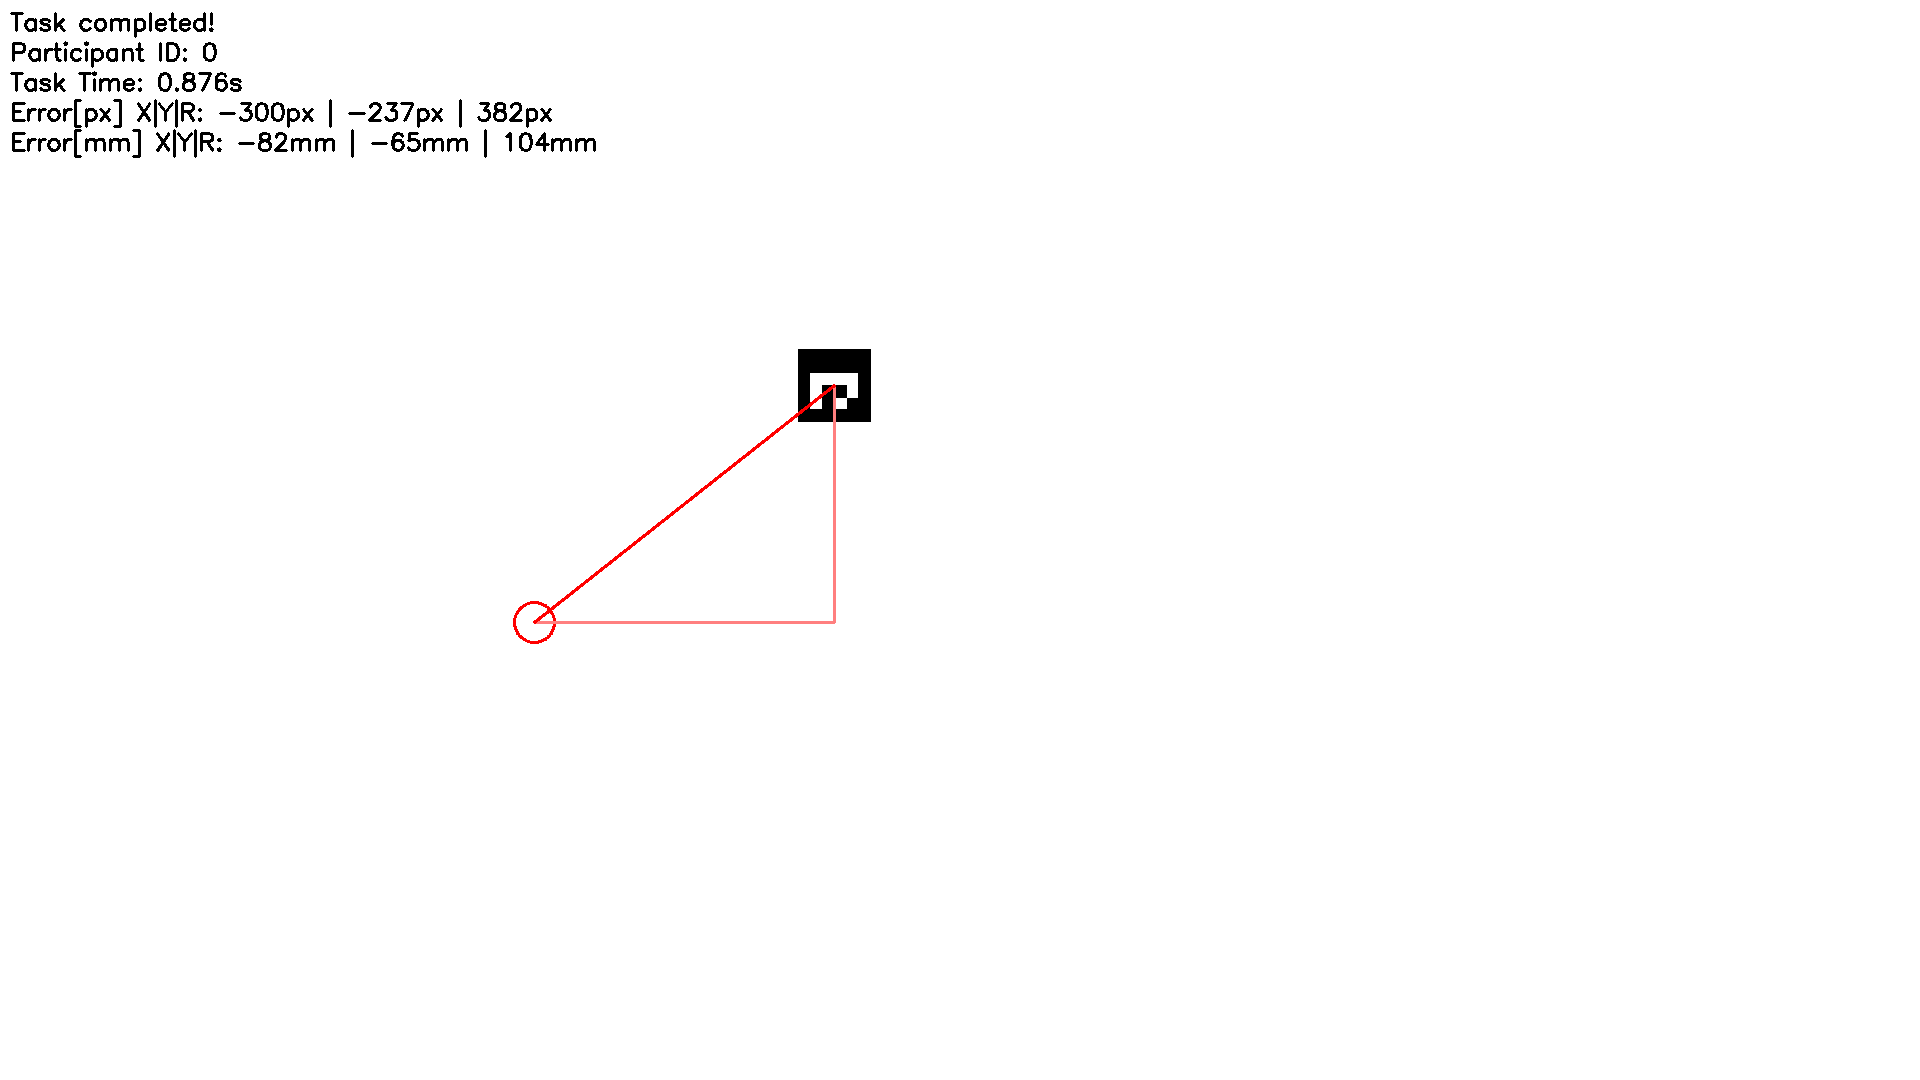 Task completed!
Participant ID: 0
Task Time: 0.876s
Error[px] X|Y|R: -300px | -237px | 382px
Error[mm] X|Y|R: -82mm | -65mm | 104mm